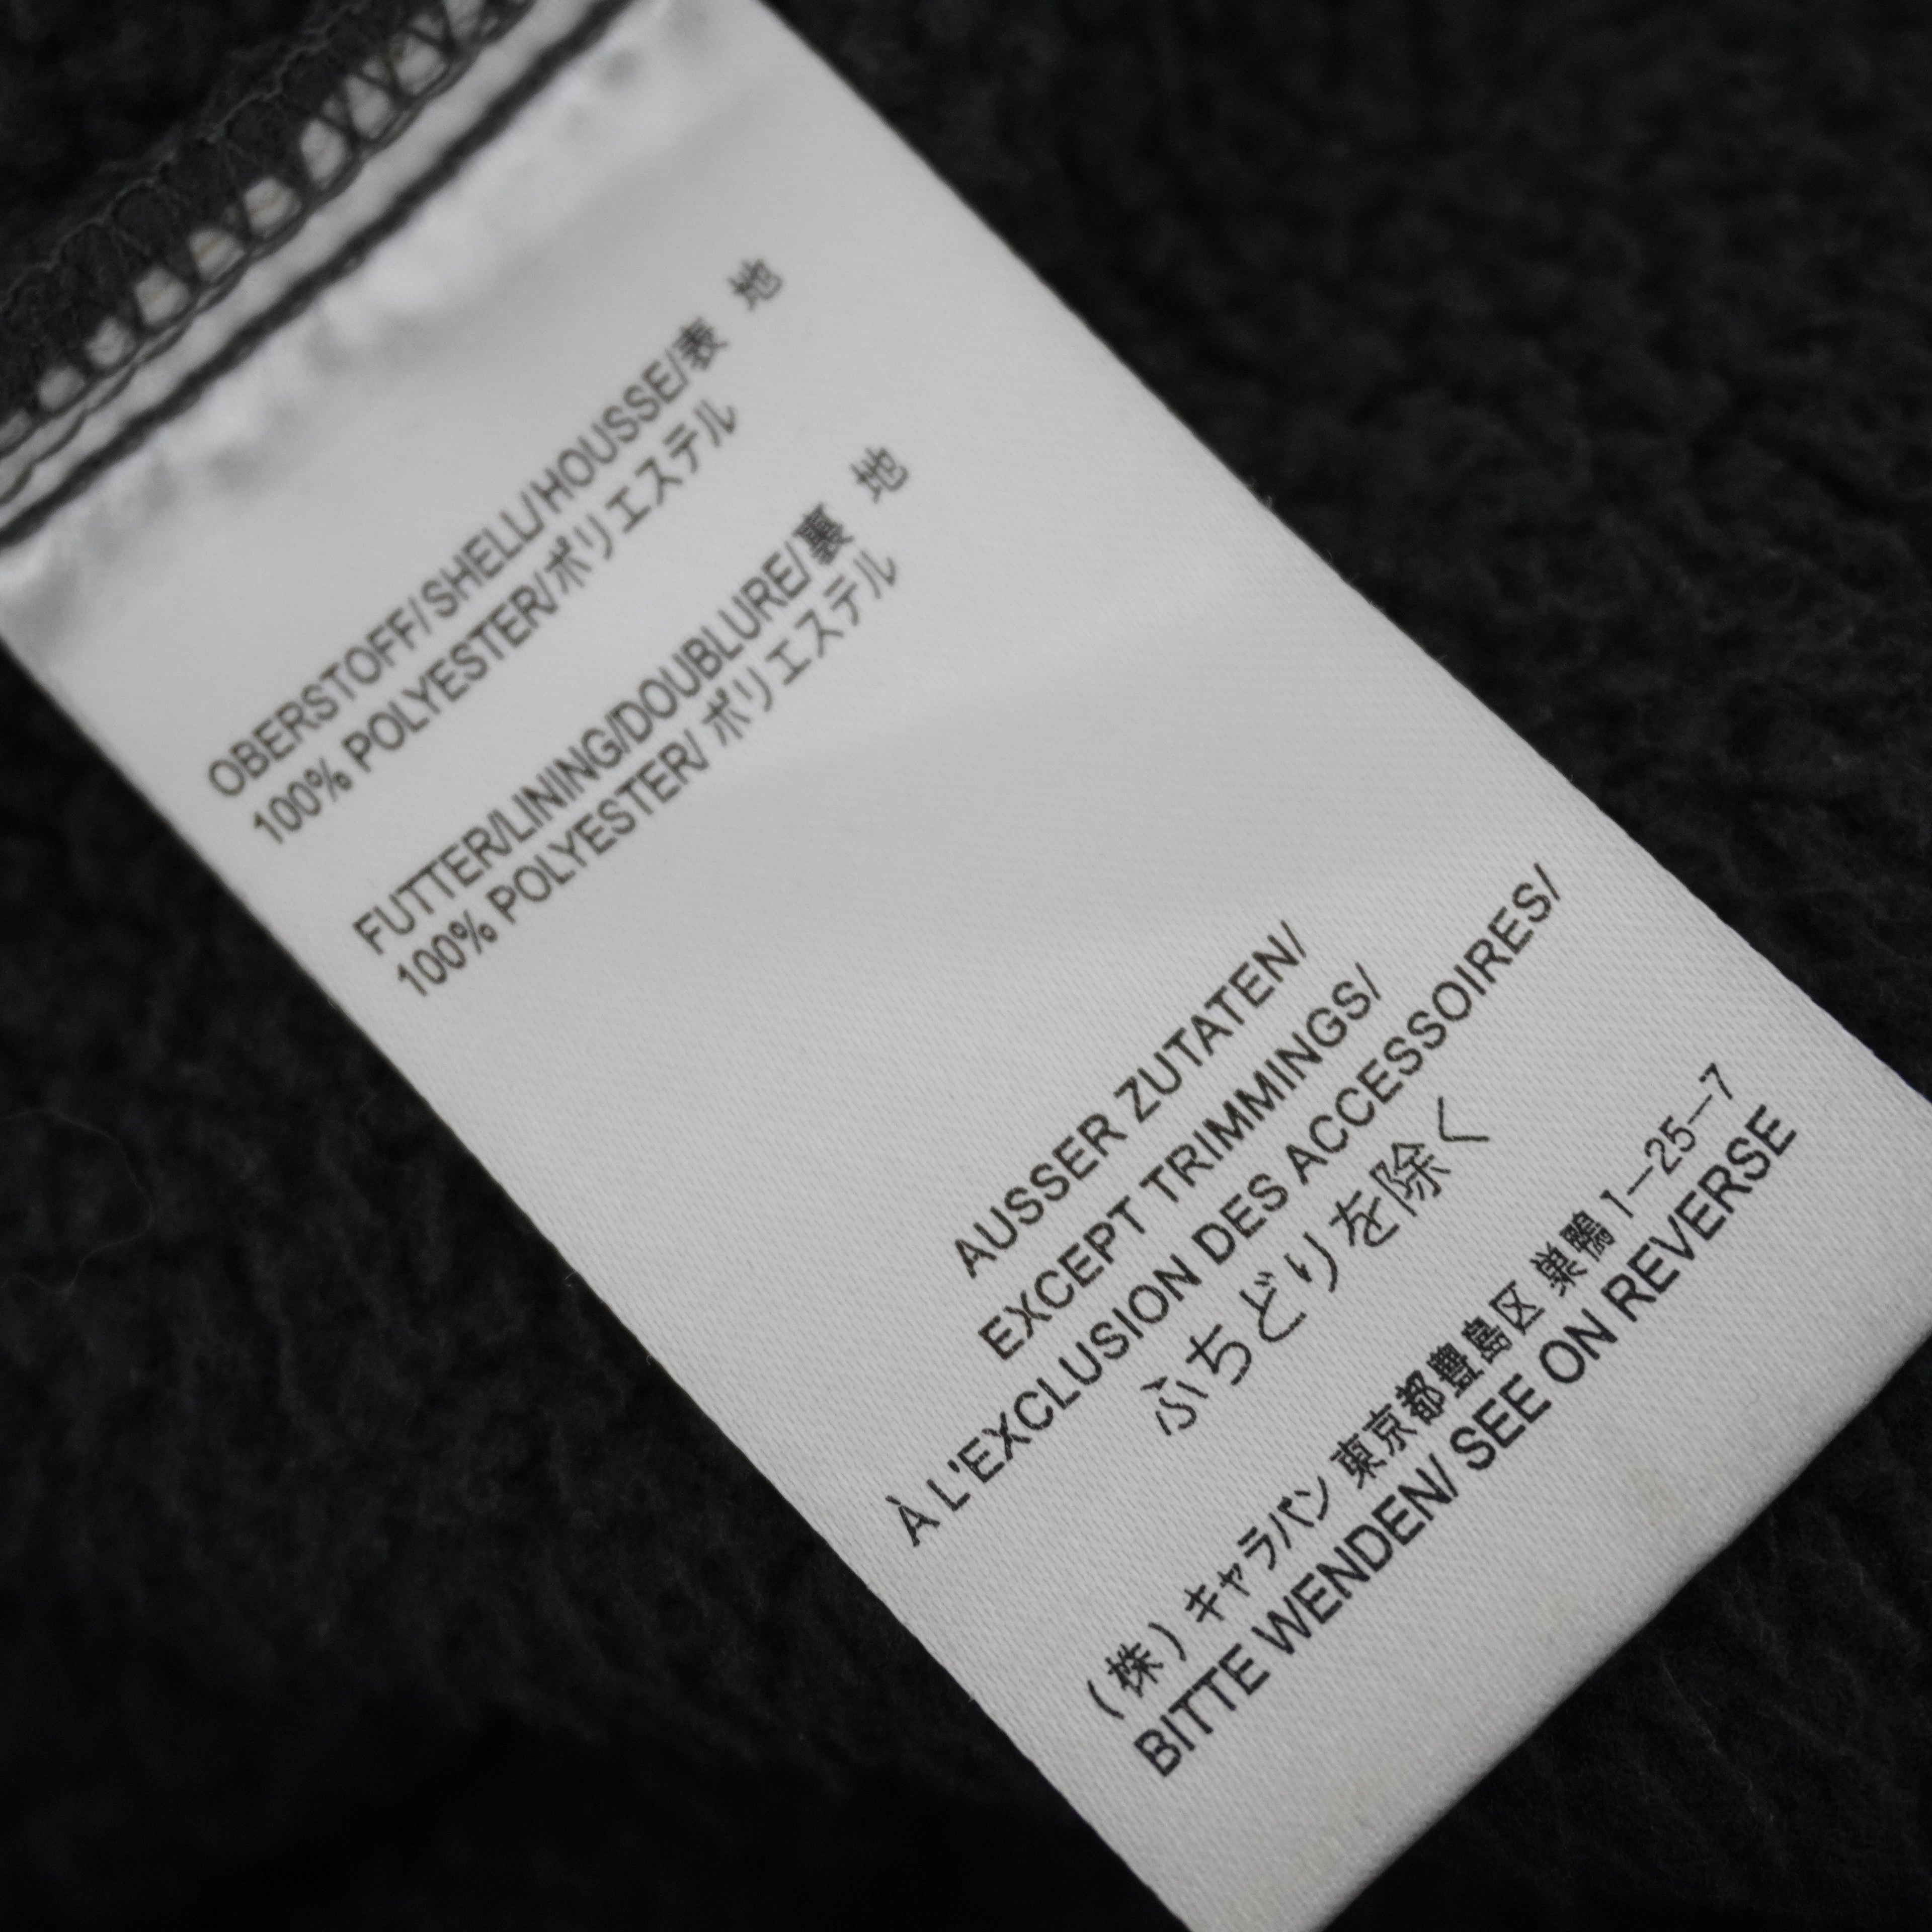 OBERSTOFF/SHELL/HOUSSE/表 地
100% POLYESTER/ポリエステル
FUTTER/LINING/DOUBLURE/裏 地
100% POLYESTER/ ポリエステル
AUSSER ZUTATEN/
EXCEPT TRIMMINGS/
À L'EXCLUSION DES ACCESSOIRES/
ふちどりを除く
(株) キャラバン 東京都豊島区 巣鴨 1-25-7
BITTE WENDEN/ SEE ON REVERSE